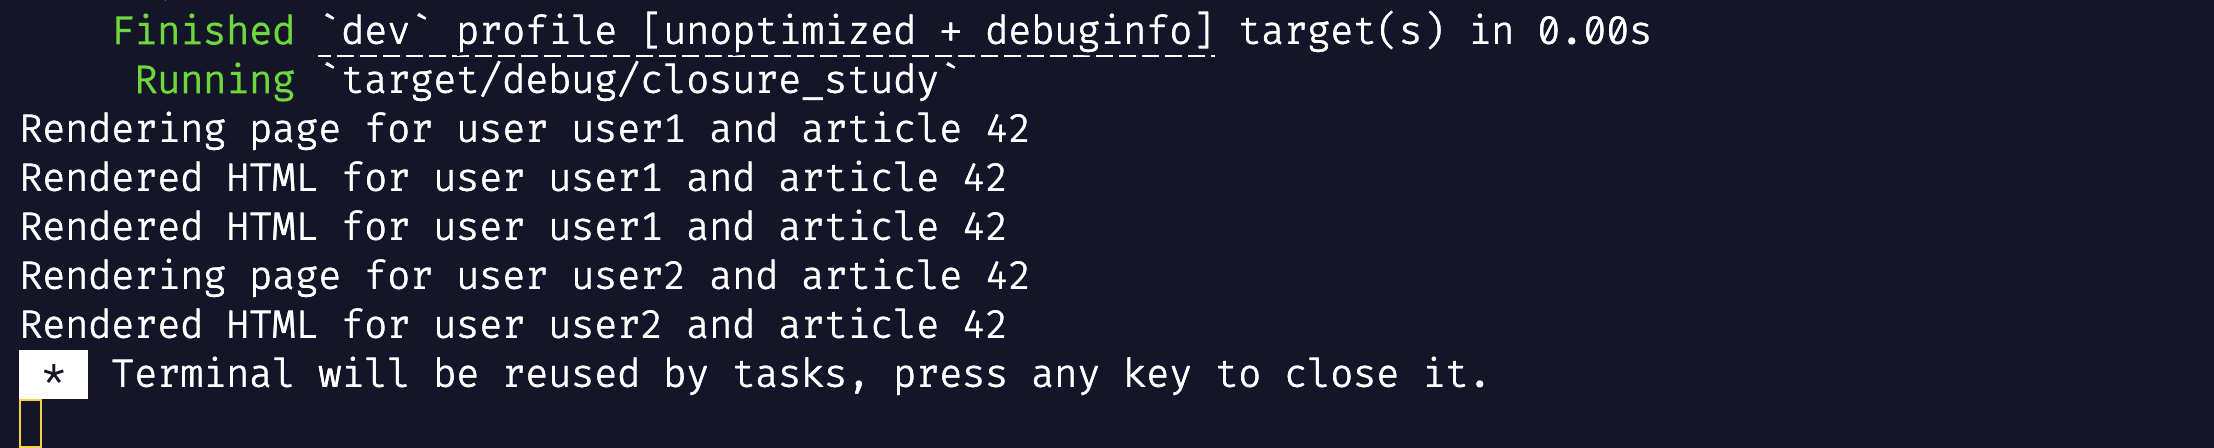 Finished `dev` profile [unoptimized + debuginfo] target(s) in 0.00s
Running `target/debug/closure_study`
Rendering page for user user1 and article 42
Rendered HTML for user user1 and article 42
Rendered HTML for user user1 and article 42
Rendering page for user user2 and article 42
Rendered HTML for user user2 and article 42
* Terminal will be reused by tasks, press any key to close it.